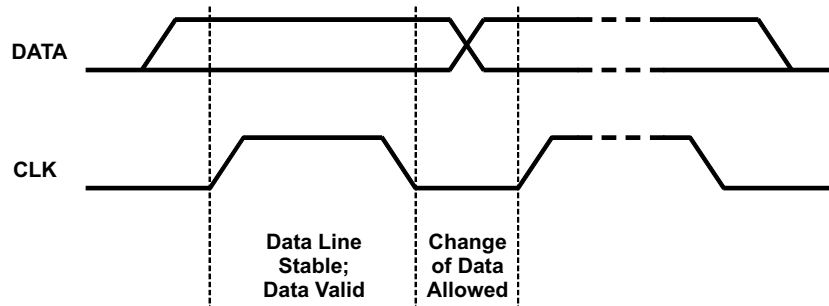 DATA
CLK
Data Line
Stable;
Data Valid
Change
of Data
Allowed